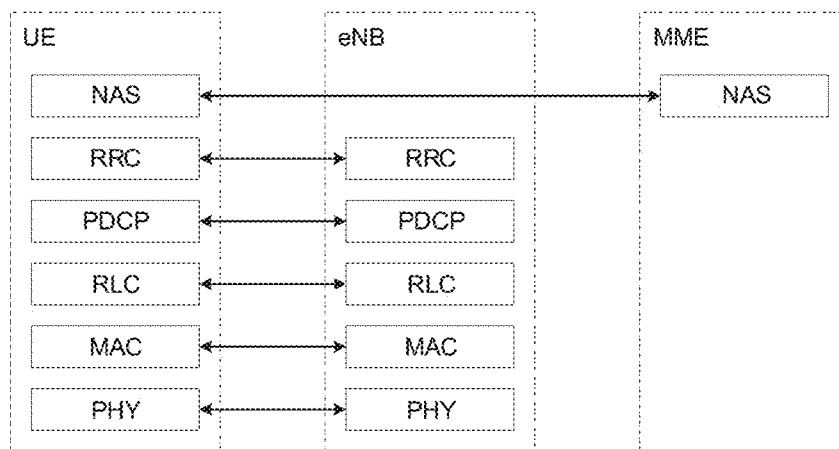 UE eNB MME
NAS NAS
RRC RRC
PDCP PDCP
RLC RLC
MAC MAC
PHY PHY